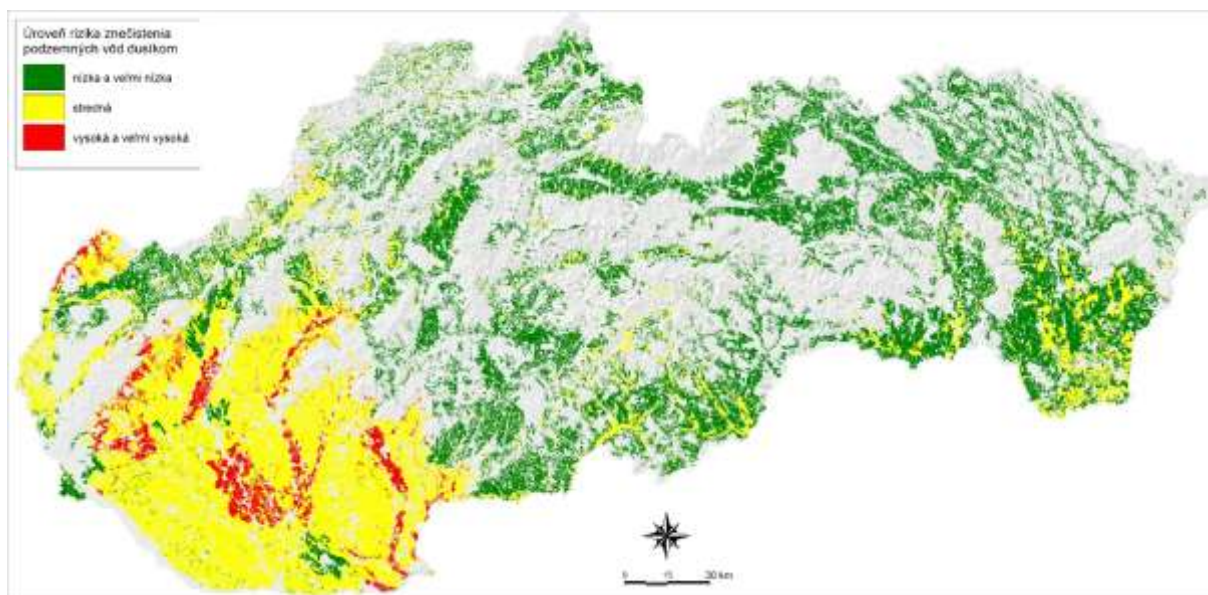 Úroveň rizika znečistenia
podzemných vôd dusíkom
nízka a veľmi nízka
stredná
vysoká a veľmi vysoká
0 15 30 km